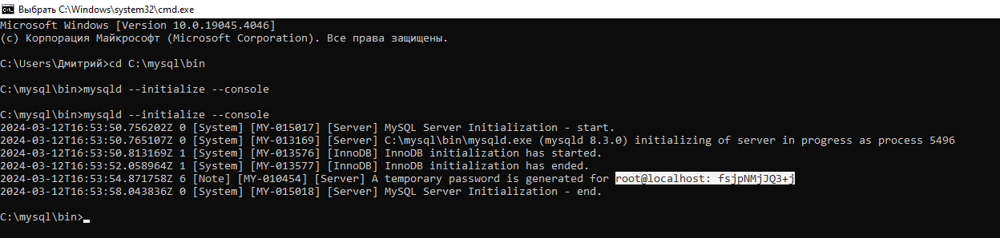 Выбрать C:\Windows\system32\cmd.exe
Microsoft Windows [Version 10.0.19045.4046]
(c) Корпорация Майкрософт (Microsoft Corporation). Все права защищены.
C:\Users\Дмитрий>cd C:\mysql\bin
C:\mysql\bin>mysqld --initialize --console
C:\mysql\bin>mysqld --initialize --console
2024-03-12T16:53:50.756202Z 0 [System] [MY-015017] [Server] MySQL Server Initialization - start.
2024-03-12T16:53:50.765107Z 0 [System] [MY-013169] [Server] C:\mysql\bin\mysqld.exe (mysqld 8.3.0) initializing of server in progress as process 5496
2024-03-12T16:53:50.813169Z 1 [System] [MY-013576] [InnoDB] InnoDB initialization has started.
2024-03-12T16:53:52.058964Z 1 [System] [MY-013577] [InnoDB] InnoDB initialization has ended.
2024-03-12T16:53:54.871758Z 6 [Note] [MY-010454] [Server] A temporary password is generated for root@localhost: fsjpNMjJQ3+j
2024-03-12T16:53:58.043836Z 0 [System] [MY-015018] [Server] MySQL Server Initialization - end.
C:\mysql\bin>